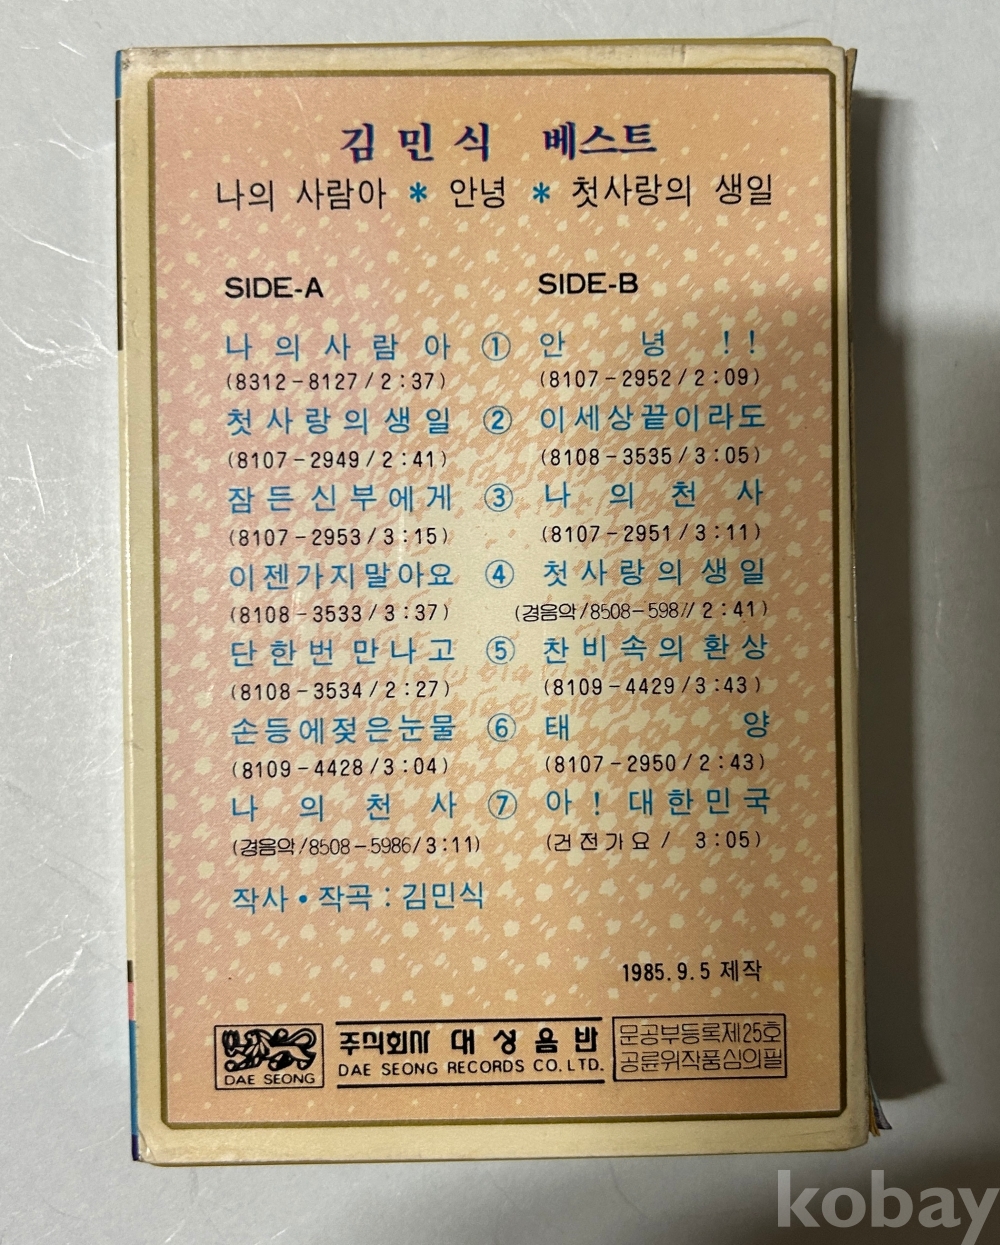 김민식 베스트
나의 사람아 * 안녕 * 첫사랑의 생일
SIDE-A
SIDE-B
나의사람아 ① 안녕!!
(8312-8127/2:37) (8107-2952/2:09)
첫사랑의생일 ② 이세상끝이라도
(8107-2949/2:41) (8108-3535/3:05)
잠든신부에게 ③ 나의천사
(8107-2953/3:15) (8107-2951/3:11)
이젠가지말아요 ④ 첫사랑의생일
(8108-3533/3:37) (경음악/8508-5987/2:41)
단한번 만나고 ⑤ 찬비속의환상
(8108-3534/2:27) (8109-4429/3:43)
손등에젖은눈물 ⑥ 태양
(8109-4428/3:04) (8107-2950/2:43)
나의천사 ⑦ 아! 대한민국
(경음악/8508-5986/3:11) (건전가요/ 3:05)
작사·작곡:김민식
1985.9.5 제작
DAE SEONG
주식회사 대성음반
DAE SEONG RECORDS CO. LTD.
문공부등록제25호
공륜위작품심의필
kobay